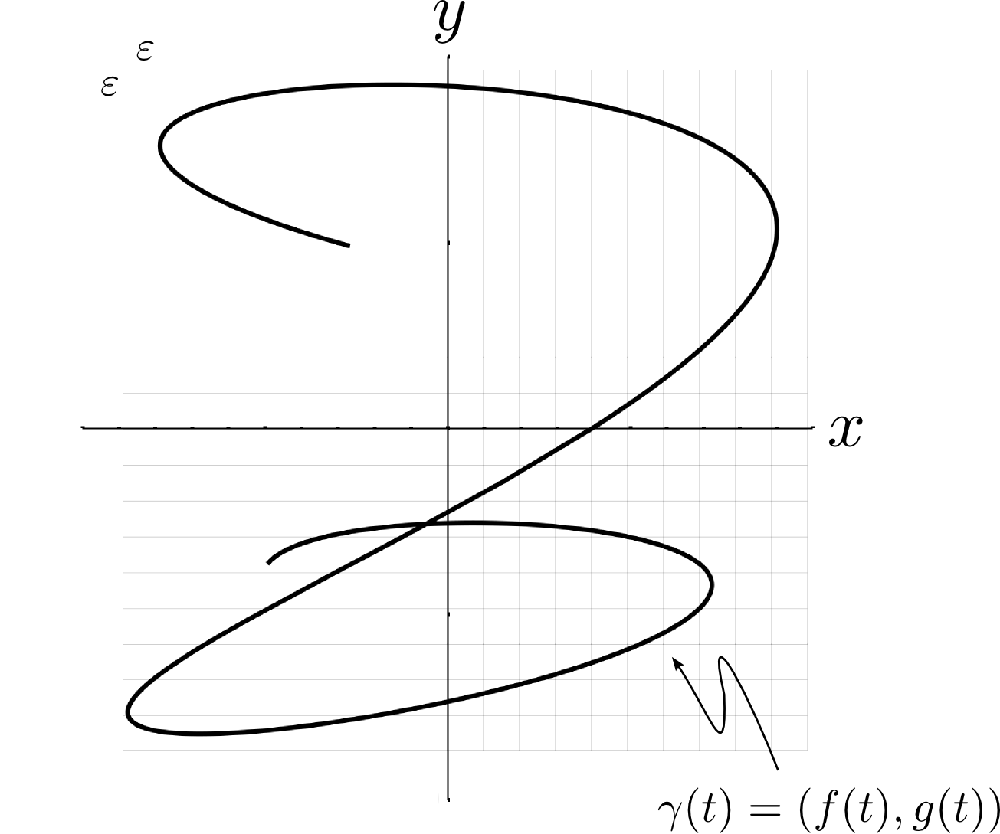 y
ε
ε
x
γ(t) = (f(t), g(t))